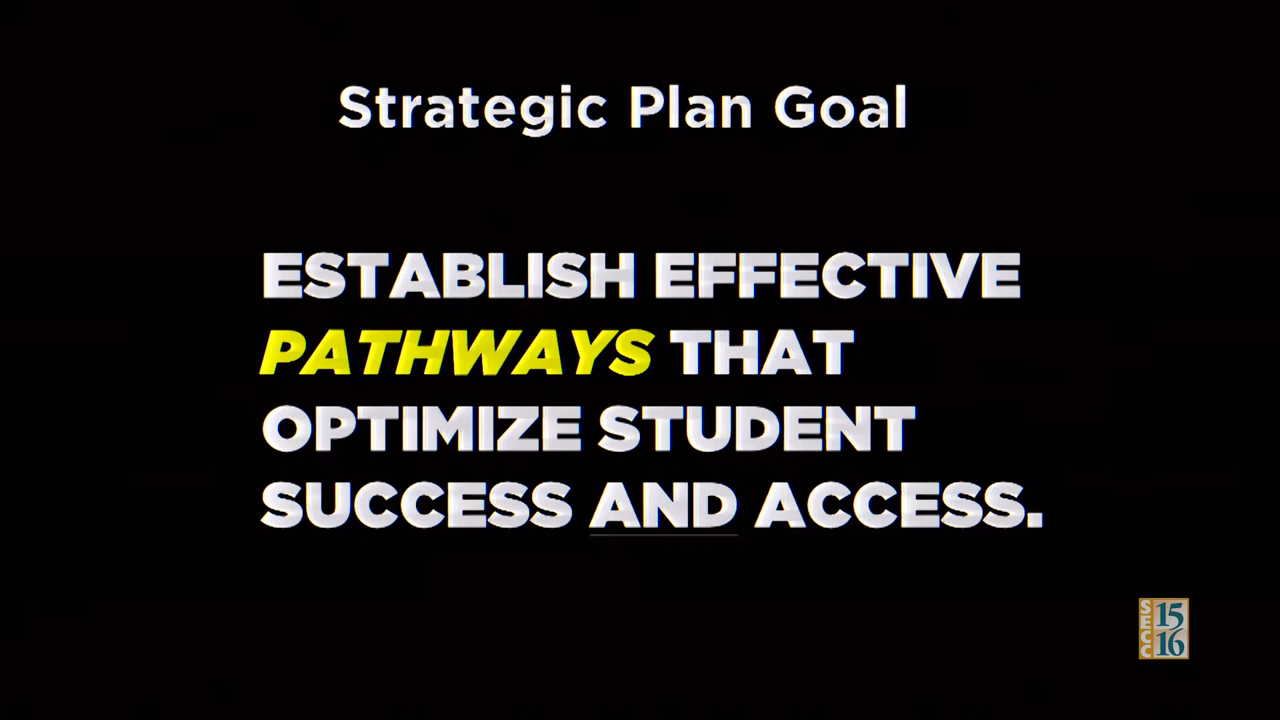 Strategic Plan Goal
ESTABLISH EFFECTIVE
PATHWAYS THAT
OPTIMIZE STUDENT
SUCCESS AND ACCESS.
SECC
15
16